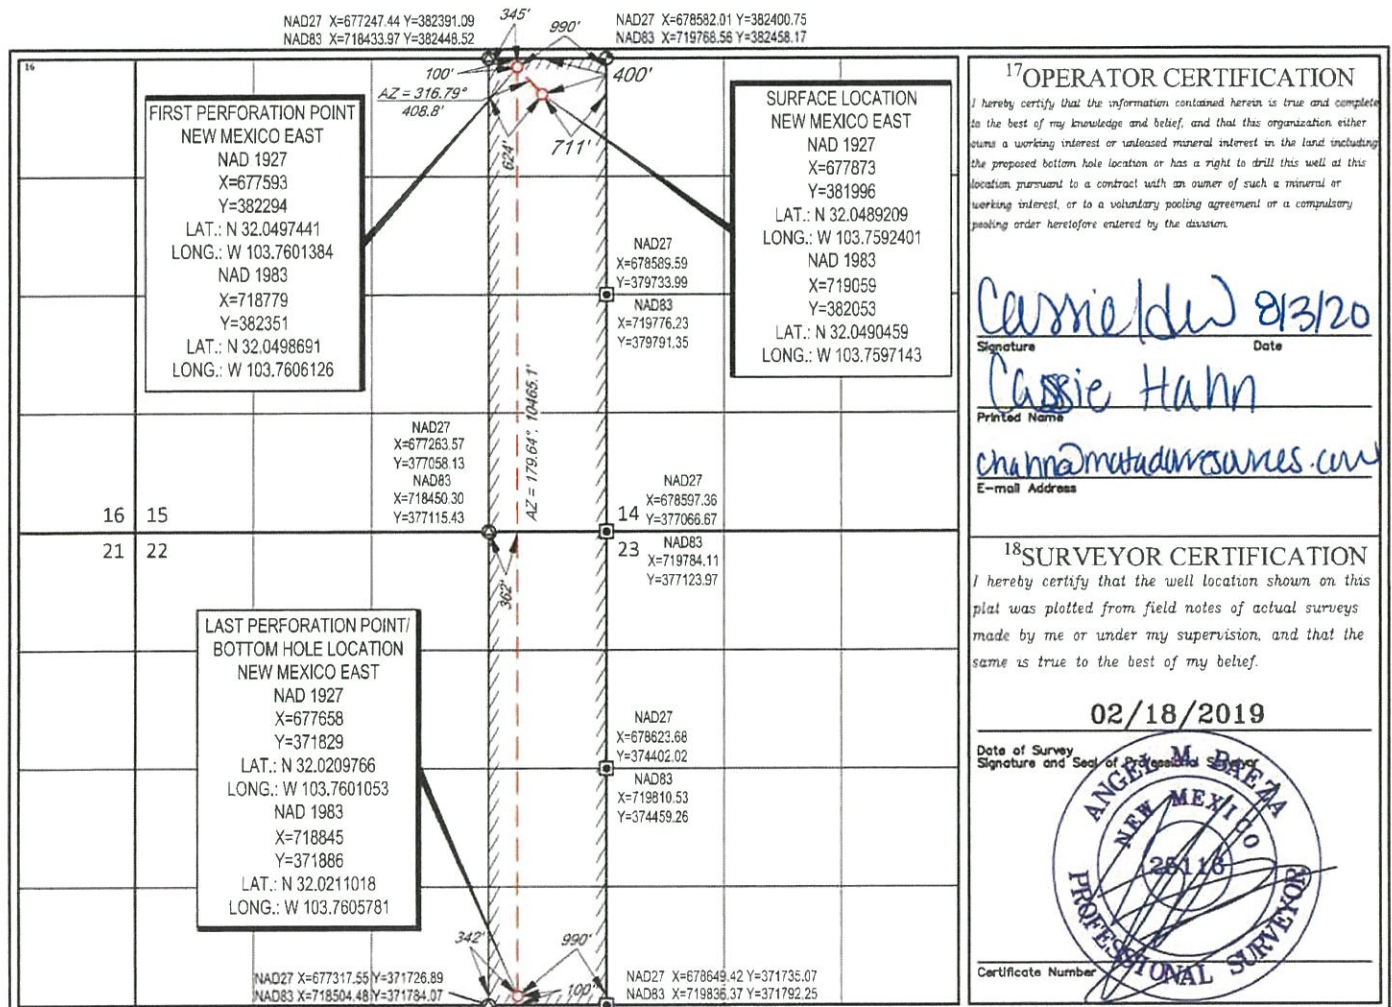 NAD27 X=677247.44 Y=382391.09
NAD83 X=718433.97 Y=382448.52
345'
990'
NAD27 X=678582.01 Y=382400.75
NAD83 X=719768.56 Y=382458.17
16
100'
400'
AZ = 316.79°
408.8'
624'
711'
FIRST PERFORATION POINT
NEW MEXICO EAST
NAD 1927
X=677593
Y=382294
LAT.: N 32.0497441
LONG.: W 103.7601384
NAD 1983
X=718779
Y=382351
LAT.: N 32.0498691
LONG.: W 103.7606126
SURFACE LOCATION
NEW MEXICO EAST
NAD 1927
X=677873
Y=381996
LAT.: N 32.0489209
LONG.: W 103.7592401
NAD 1983
X=719059
Y=382053
LAT.: N 32.0490459
LONG.: W 103.7597143
NAD27
X=678589.59
Y=379733.99
NAD83
X=719776.23
Y=379791.35
AZ = 179.64°, 10465.1'
NAD27
X=677263.57
Y=377058.13
NAD83
X=718450.30
Y=377115.43
NAD27
X=678597.36
Y=377066.67
NAD83
X=719784.11
Y=377123.97
16 15
21 22
14
23
362'
LAST PERFORATION POINT/
BOTTOM HOLE LOCATION
NEW MEXICO EAST
NAD 1927
X=677658
Y=371829
LAT.: N 32.0209766
LONG.: W 103.7601053
NAD 1983
X=718845
Y=371886
LAT.: N 32.0211018
LONG.: W 103.7605781
NAD27
X=678623.68
Y=374402.02
NAD83
X=719810.53
Y=374459.26
342'
990'
100'
NAD27 X=677317.55 Y=371726.89
NAD83 X=718504.48 Y=371784.07
NAD27 X=678649.42 Y=371735.07
NAD83 X=719836.37 Y=371792.25
17 OPERATOR CERTIFICATION
I hereby certify that the information contained herein is true and complete
to the best of my knowledge and belief, and that this organization either
owns a working interest or unleased mineral interest in the land including
the proposed bottom hole location or has a right to drill this well at this
location pursuant to a contract with an owner of such a mineral or
working interest, or to a voluntary pooling agreement or a compulsory
pooling order heretofore entered by the division.
8/3/20
Signature Date
Cassie Hahn
Printed Name
channa@matadorresources.com
E-mail Address
18 SURVEYOR CERTIFICATION
I hereby certify that the well location shown on this
plat was plotted from field notes of actual surveys
made by me or under my supervision, and that the
same is true to the best of my belief.
02/18/2019
Date of Survey
Signature and Seal of Professional Surveyor
ANGEL M. BAEZA
NEW MEXICO
25116
PROFESSIONAL SURVEYOR
Certificate Number